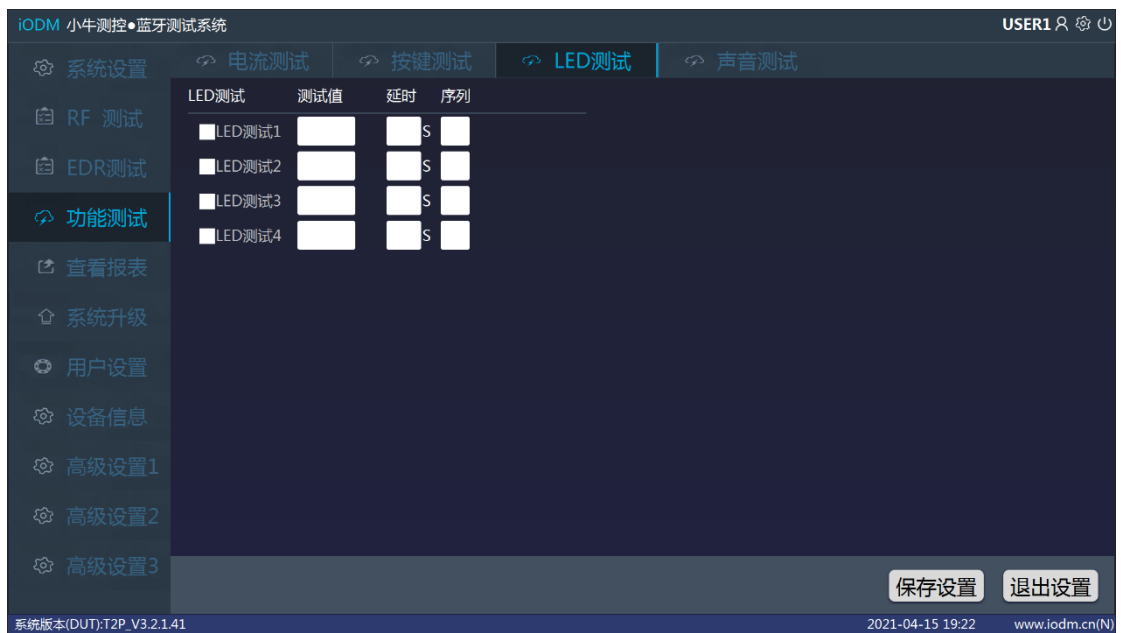 iODM 小牛测控●蓝牙测试系统 USER1
系统设置
RF 测试
EDR测试
功能测试
查看报表
系统升级
用户设置
设备信息
高级设置1
高级设置2
高级设置3
电流测试 按键测试 LED测试 声音测试
LED测试 测试值 延时 序列
LED测试1 S
LED测试2 S
LED测试3 S
LED测试4 S
保存设置 退出设置
系统版本(DUT):T2P_V3.2.1.41 2021-04-15 19:22 www.iodm.cn(N)